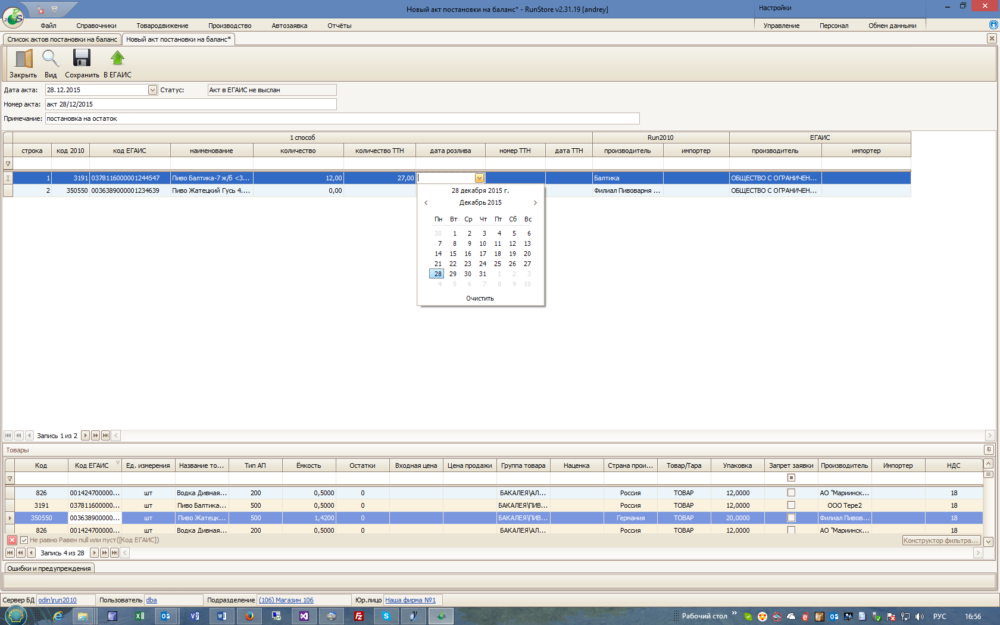 Новый акт постановки на баланс* - RunStore v2.31.19 [andrey]
Настройки
Файл Справочники Товародвижение Производство Автозаявка Отчёты Управление Персонал Обмен данными
Список актов постановки на баланс Новый акт постановки на баланс*
Закрыть Вид Сохранить В ЕГАИС
Дата акта: 28.12.2015 Статус: Акт в ЕГАИС не выслан
Номер акта: акт 28/12/2015
Примечание: постановка на остаток
1 способ Run2010 ЕГАИС
строка код 2010 код ЕГАИС наименование количество количество ТТН дата розлива номер ТТН дата ТТН производитель импортер производитель импортер
1 3191 0378116000001244547 Пиво Балтика-7 ж/б <3... 12,00 27,00 Балтика ОБЩЕСТВО С ОГРАНИЧЕН...
2 350550 0036389000001234639 Пиво Жатецкий Гусь 4.... 0,00 Филиал Пивоварня ... ОБЩЕСТВО С ОГРАНИЧЕН...
28 декабря 2015 г.
< Декабрь 2015 >
Пн Вт Ср Чт Пт Сб Вс
30 1 2 3 4 5 6
7 8 9 10 11 12 13
14 15 16 17 18 19 20
21 22 23 24 25 26 27
28 29 30 31 1 2 3
4 5 6 7 8 9 10
Очистить
Запись 1 из 2
Товары
Код Код ЕГАИС Ед. измерения Название то... Тип АП Ёмкость Остатки Входная цена Цена продажи Группа товара Наценка Страна прои... Товар/Тара Упаковка Запрет заявки Производитель Импортер НДС
826 001424700000... шт Водка Дивная... 200 0,5000 0 БАКАЛЕЯ\АЛ... Россия ТОВАР 12,0000 АО "Мариинск... 18
3191 037811600000... шт Пиво Балтика... 500 0,5000 0 БАКАЛЕЯ\ПИВ... Россия ТОВАР 12,0000 ООО Тере2 18
350550 003638900000... шт Пиво Жатецк... 500 1,4200 0 БАКАЛЕЯ\ПИВ... Германия ТОВАР 20,0000 Филиал Пивов... 18
826 001424700000... шт Водка Дивная... 200 0,5000 0 БАКАЛЕЯ\АЛ... Россия ТОВАР 12,0000 АО "Мариинск... 18
Не равно Равен null или пуст([Код ЕГАИС]) Конструктор фильтра...
Запись 4 из 28
Ошибки и предупреждения
Сервер БД odin\run2010 Пользователь dba Подразделение (106) Магазин 106 Юр.лицо Наша фирма №1
Рабочий стол РУС 16:56